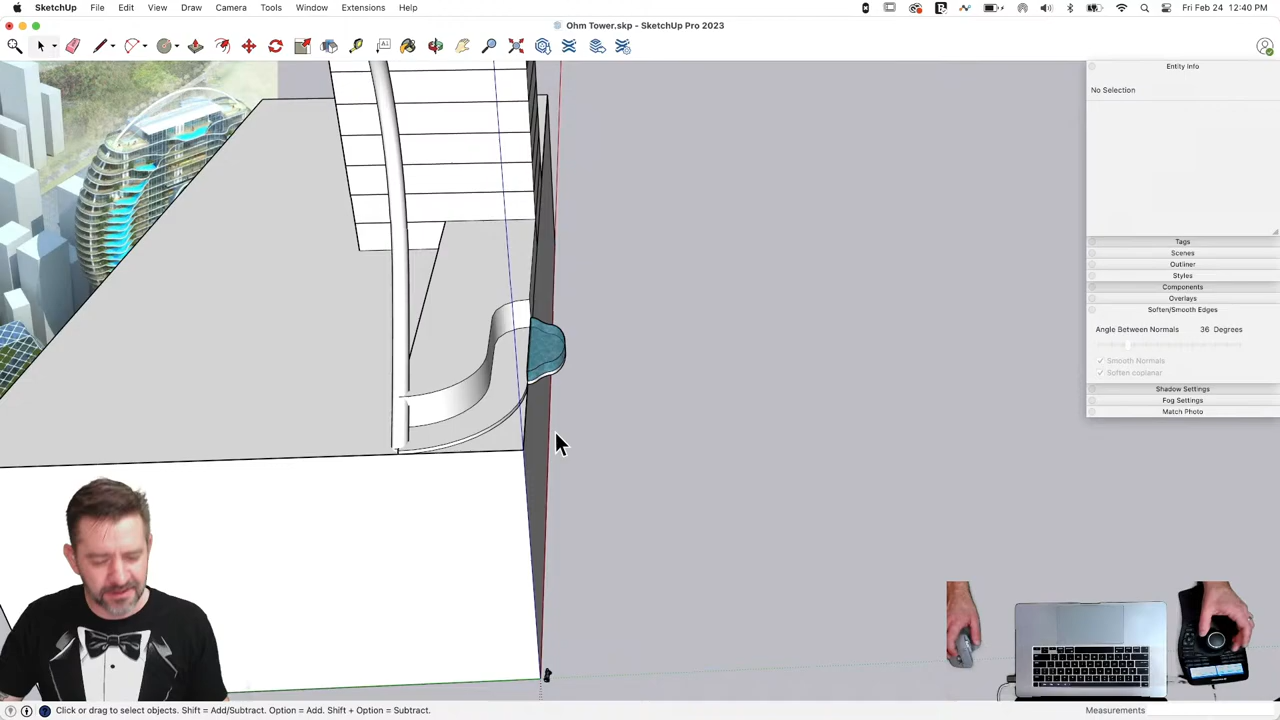 SketchUp File Edit View Draw Camera Tools Window Extensions Help Fri Feb 24 12:40 PM
Ohm Tower.skp - SketchUp Pro 2023
Entity Info
No Selection
Tags
Scenes
Outliner
Styles
Components
Overlays
Soften/Smooth Edges
Angle Between Normals 36 Degrees
Smooth Normals
Soften coplanar
Shadow Settings
Fog Settings
Match Photo
Click or drag to select objects. Shift = Add/Subtract. Option = Add. Shift + Option = Subtract. Measurements